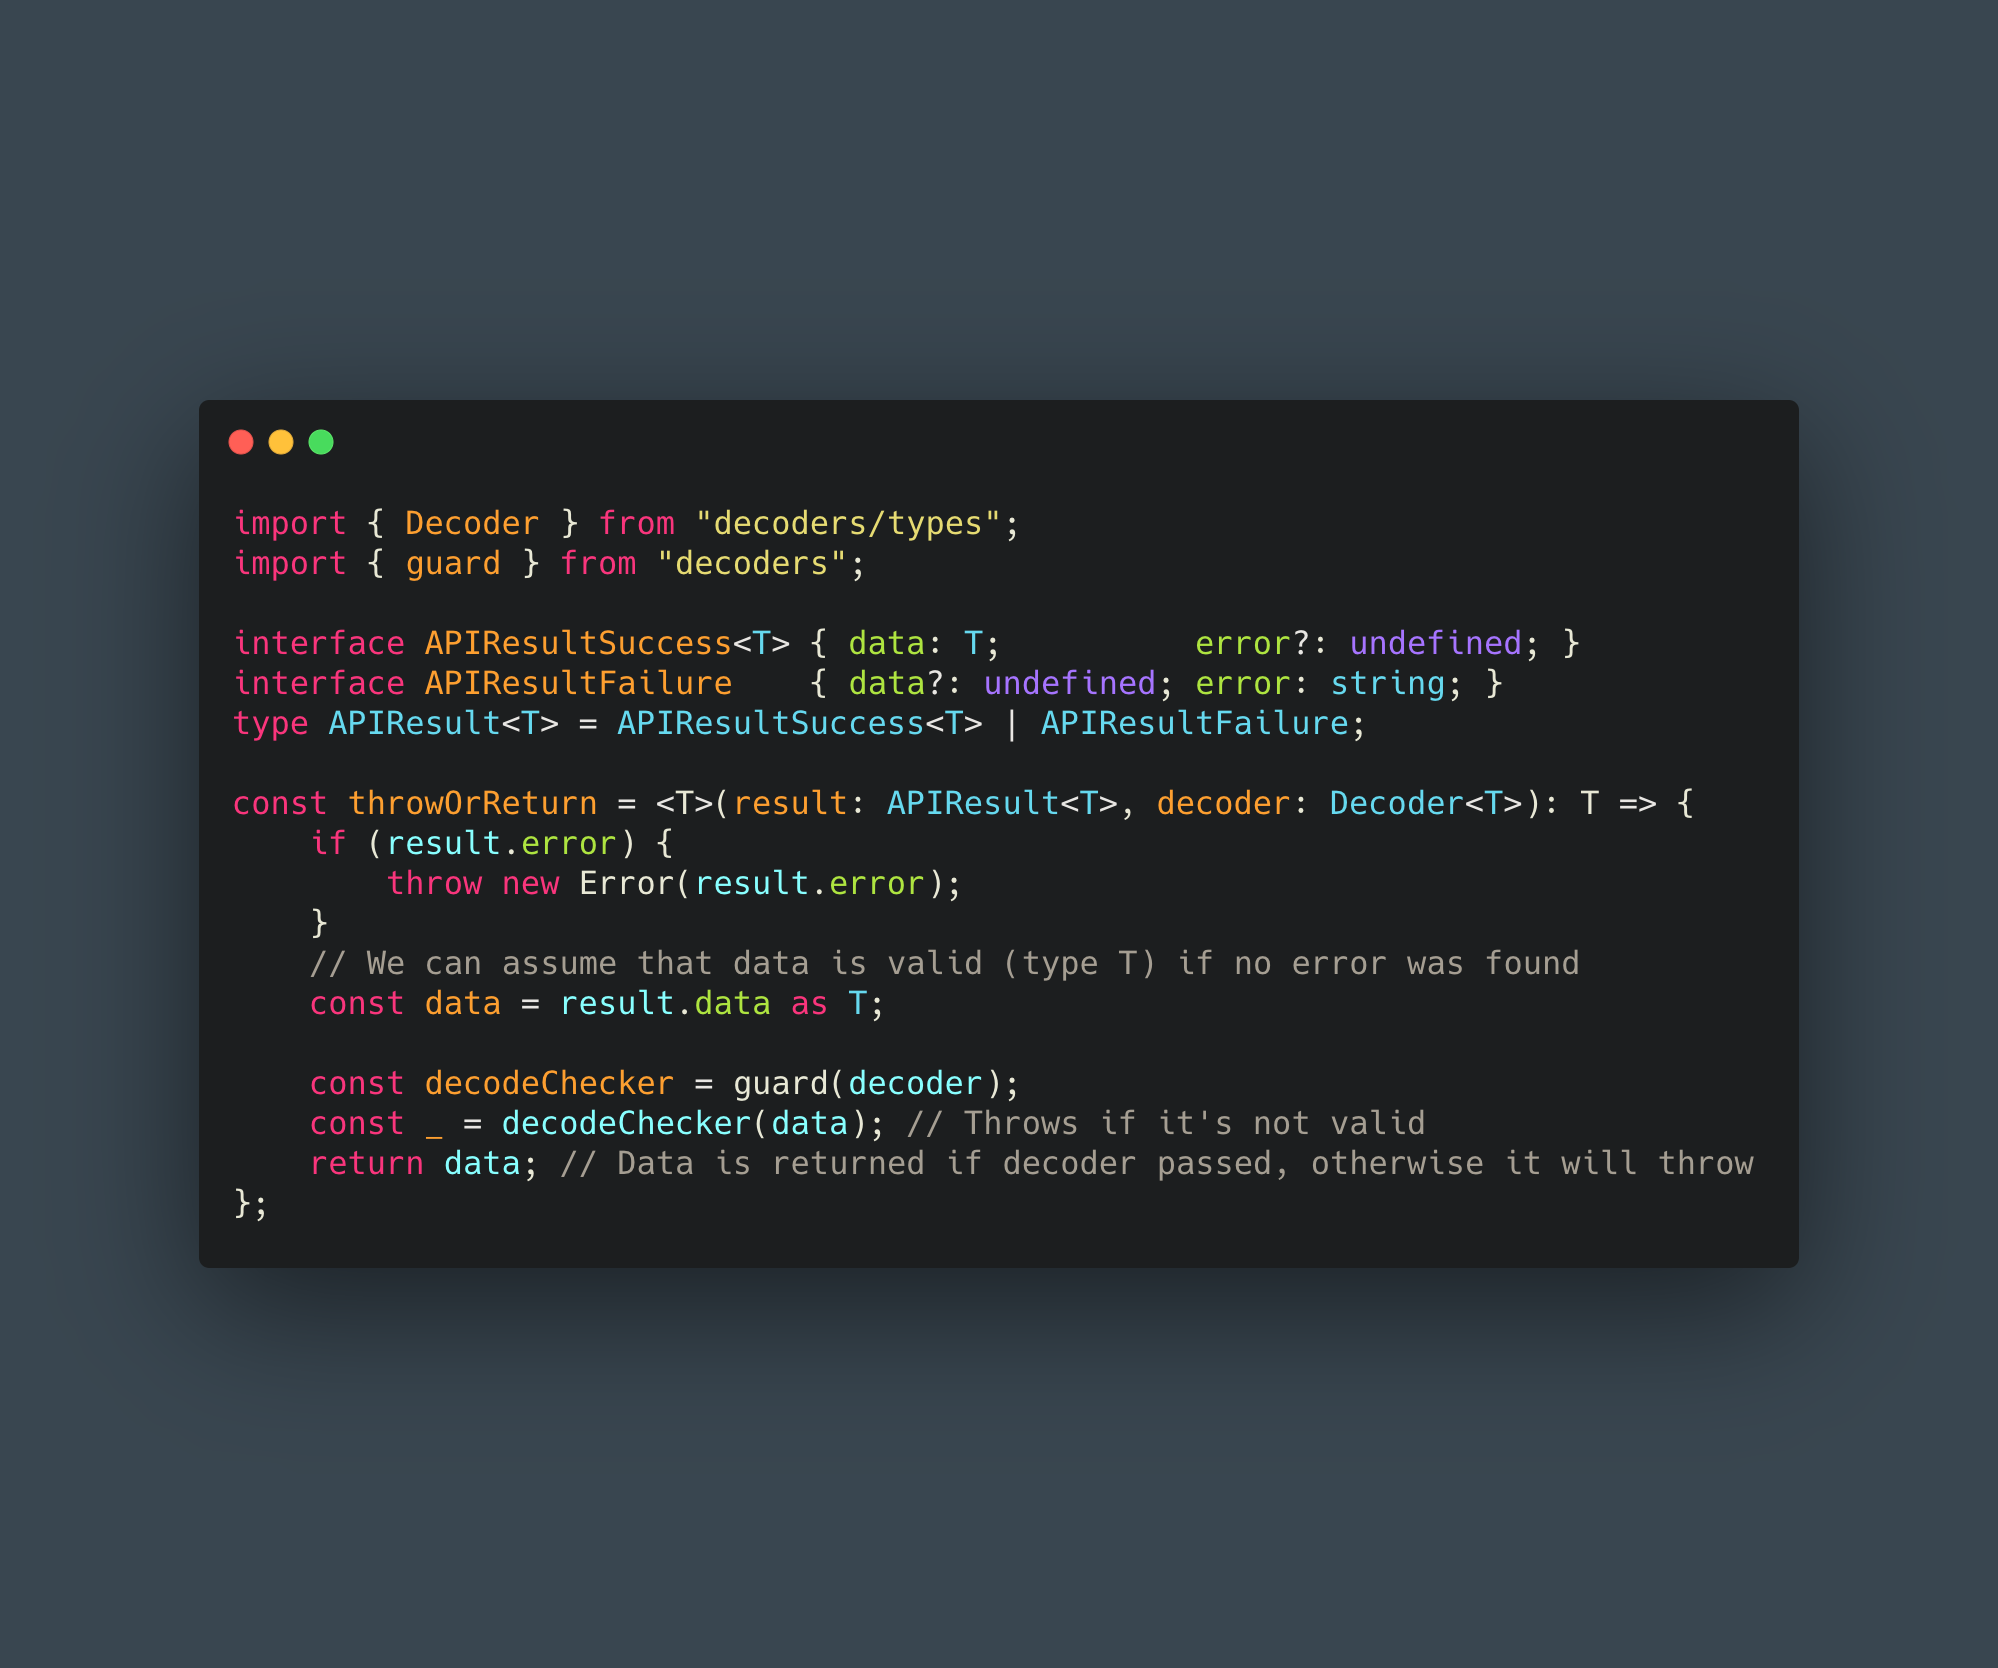 import { Decoder } from "decoders/types";
import { guard } from "decoders";
interface APIResultSuccess<T> { data: T;          error?: undefined; }
interface APIResultFailure    { data?: undefined; error: string; }
type APIResult<T> = APIResultSuccess<T> | APIResultFailure;
const throwOrReturn = <T>(result: APIResult<T>, decoder: Decoder<T>): T => {
    if (result.error) {
        throw new Error(result.error);
    }
    // We can assume that data is valid (type T) if no error was found
    const data = result.data as T;
    const decodeChecker = guard(decoder);
    const _ = decodeChecker(data); // Throws if it's not valid
    return data; // Data is returned if decoder passed, otherwise it will throw
};